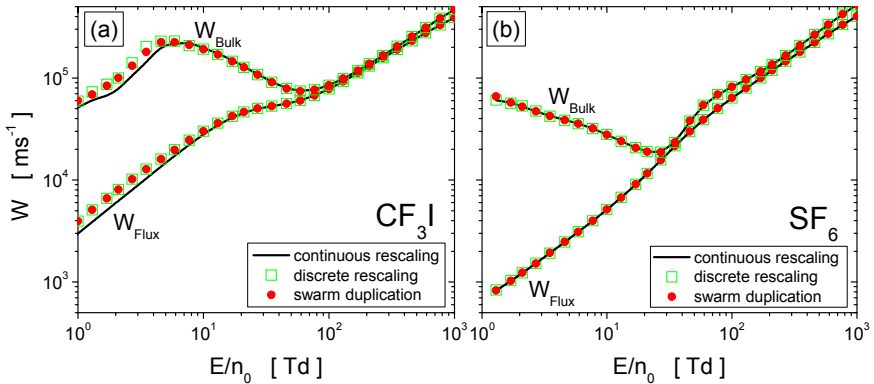 (a)
W_Bulk
W_Flux
CF₃I
continuous rescaling
discrete rescaling
swarm duplication
W [ ms⁻¹ ]
10⁵
10⁴
10³
10⁰ 10¹ 10² 10³
E/n₀ [ Td ]
(b)
W_Bulk
W_Flux
SF₆
continuous rescaling
discrete rescaling
swarm duplication
10⁰ 10¹ 10² 10³
E/n₀ [ Td ]